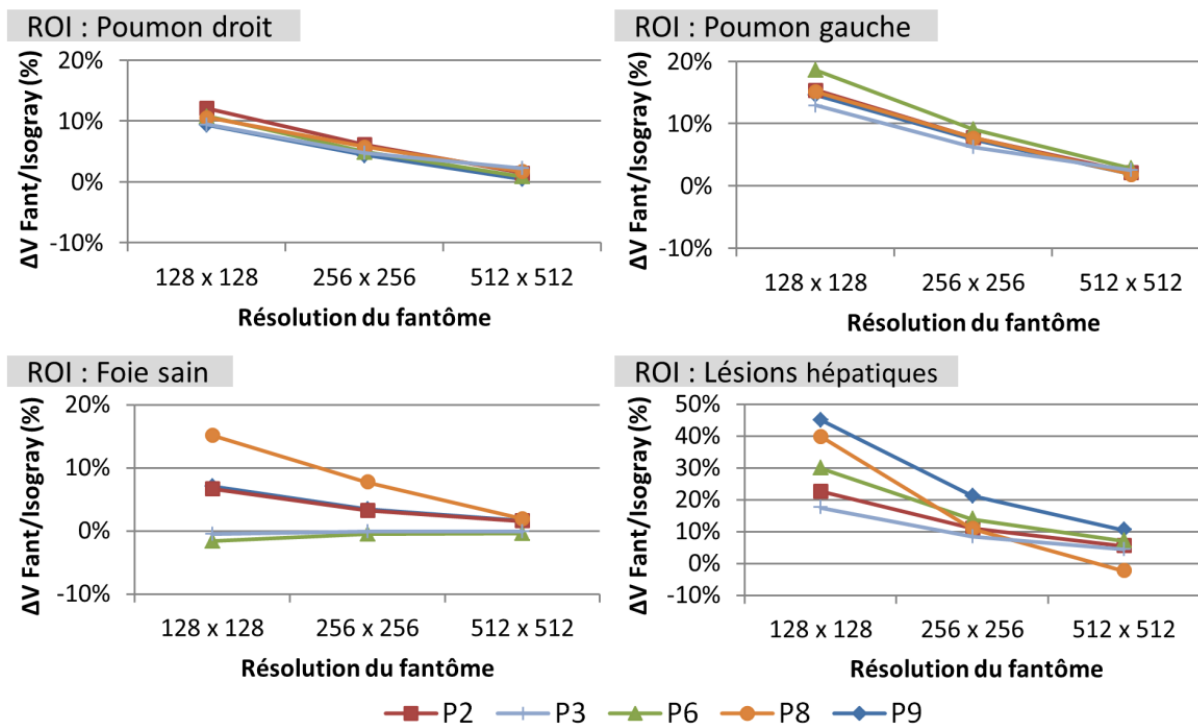 ROI : Poumon droit
20%
10%
0%
-10%
ΔV Fant/Isogray (%)
128 x 128 256 x 256 512 x 512
Résolution du fantôme
ROI : Poumon gauche
20%
10%
0%
-10%
ΔV Fant/Isogray (%)
128 x 128 256 x 256 512 x 512
Résolution du fantôme
ROI : Foie sain
20%
10%
0%
-10%
ΔV Fant/Isogray (%)
128 x 128 256 x 256 512 x 512
Résolution du fantôme
ROI : Lésions hépatiques
50%
40%
30%
20%
10%
0%
-10%
ΔV Fant/Isogray (%)
128 x 128 256 x 256 512 x 512
Résolution du fantôme
P2 P3 P6 P8 P9